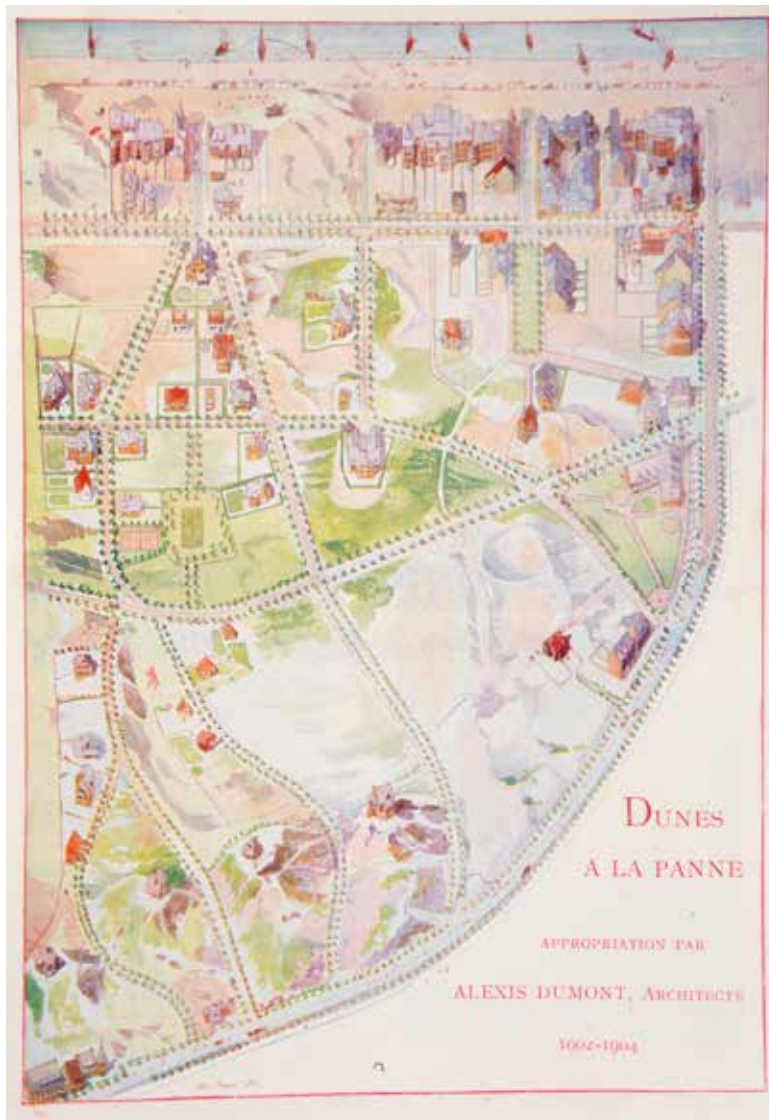 DUNES
A LA PANNE
APPROPRIATION PAR
ALEXIS DUMONT, ARCHITECTE
1902-1904